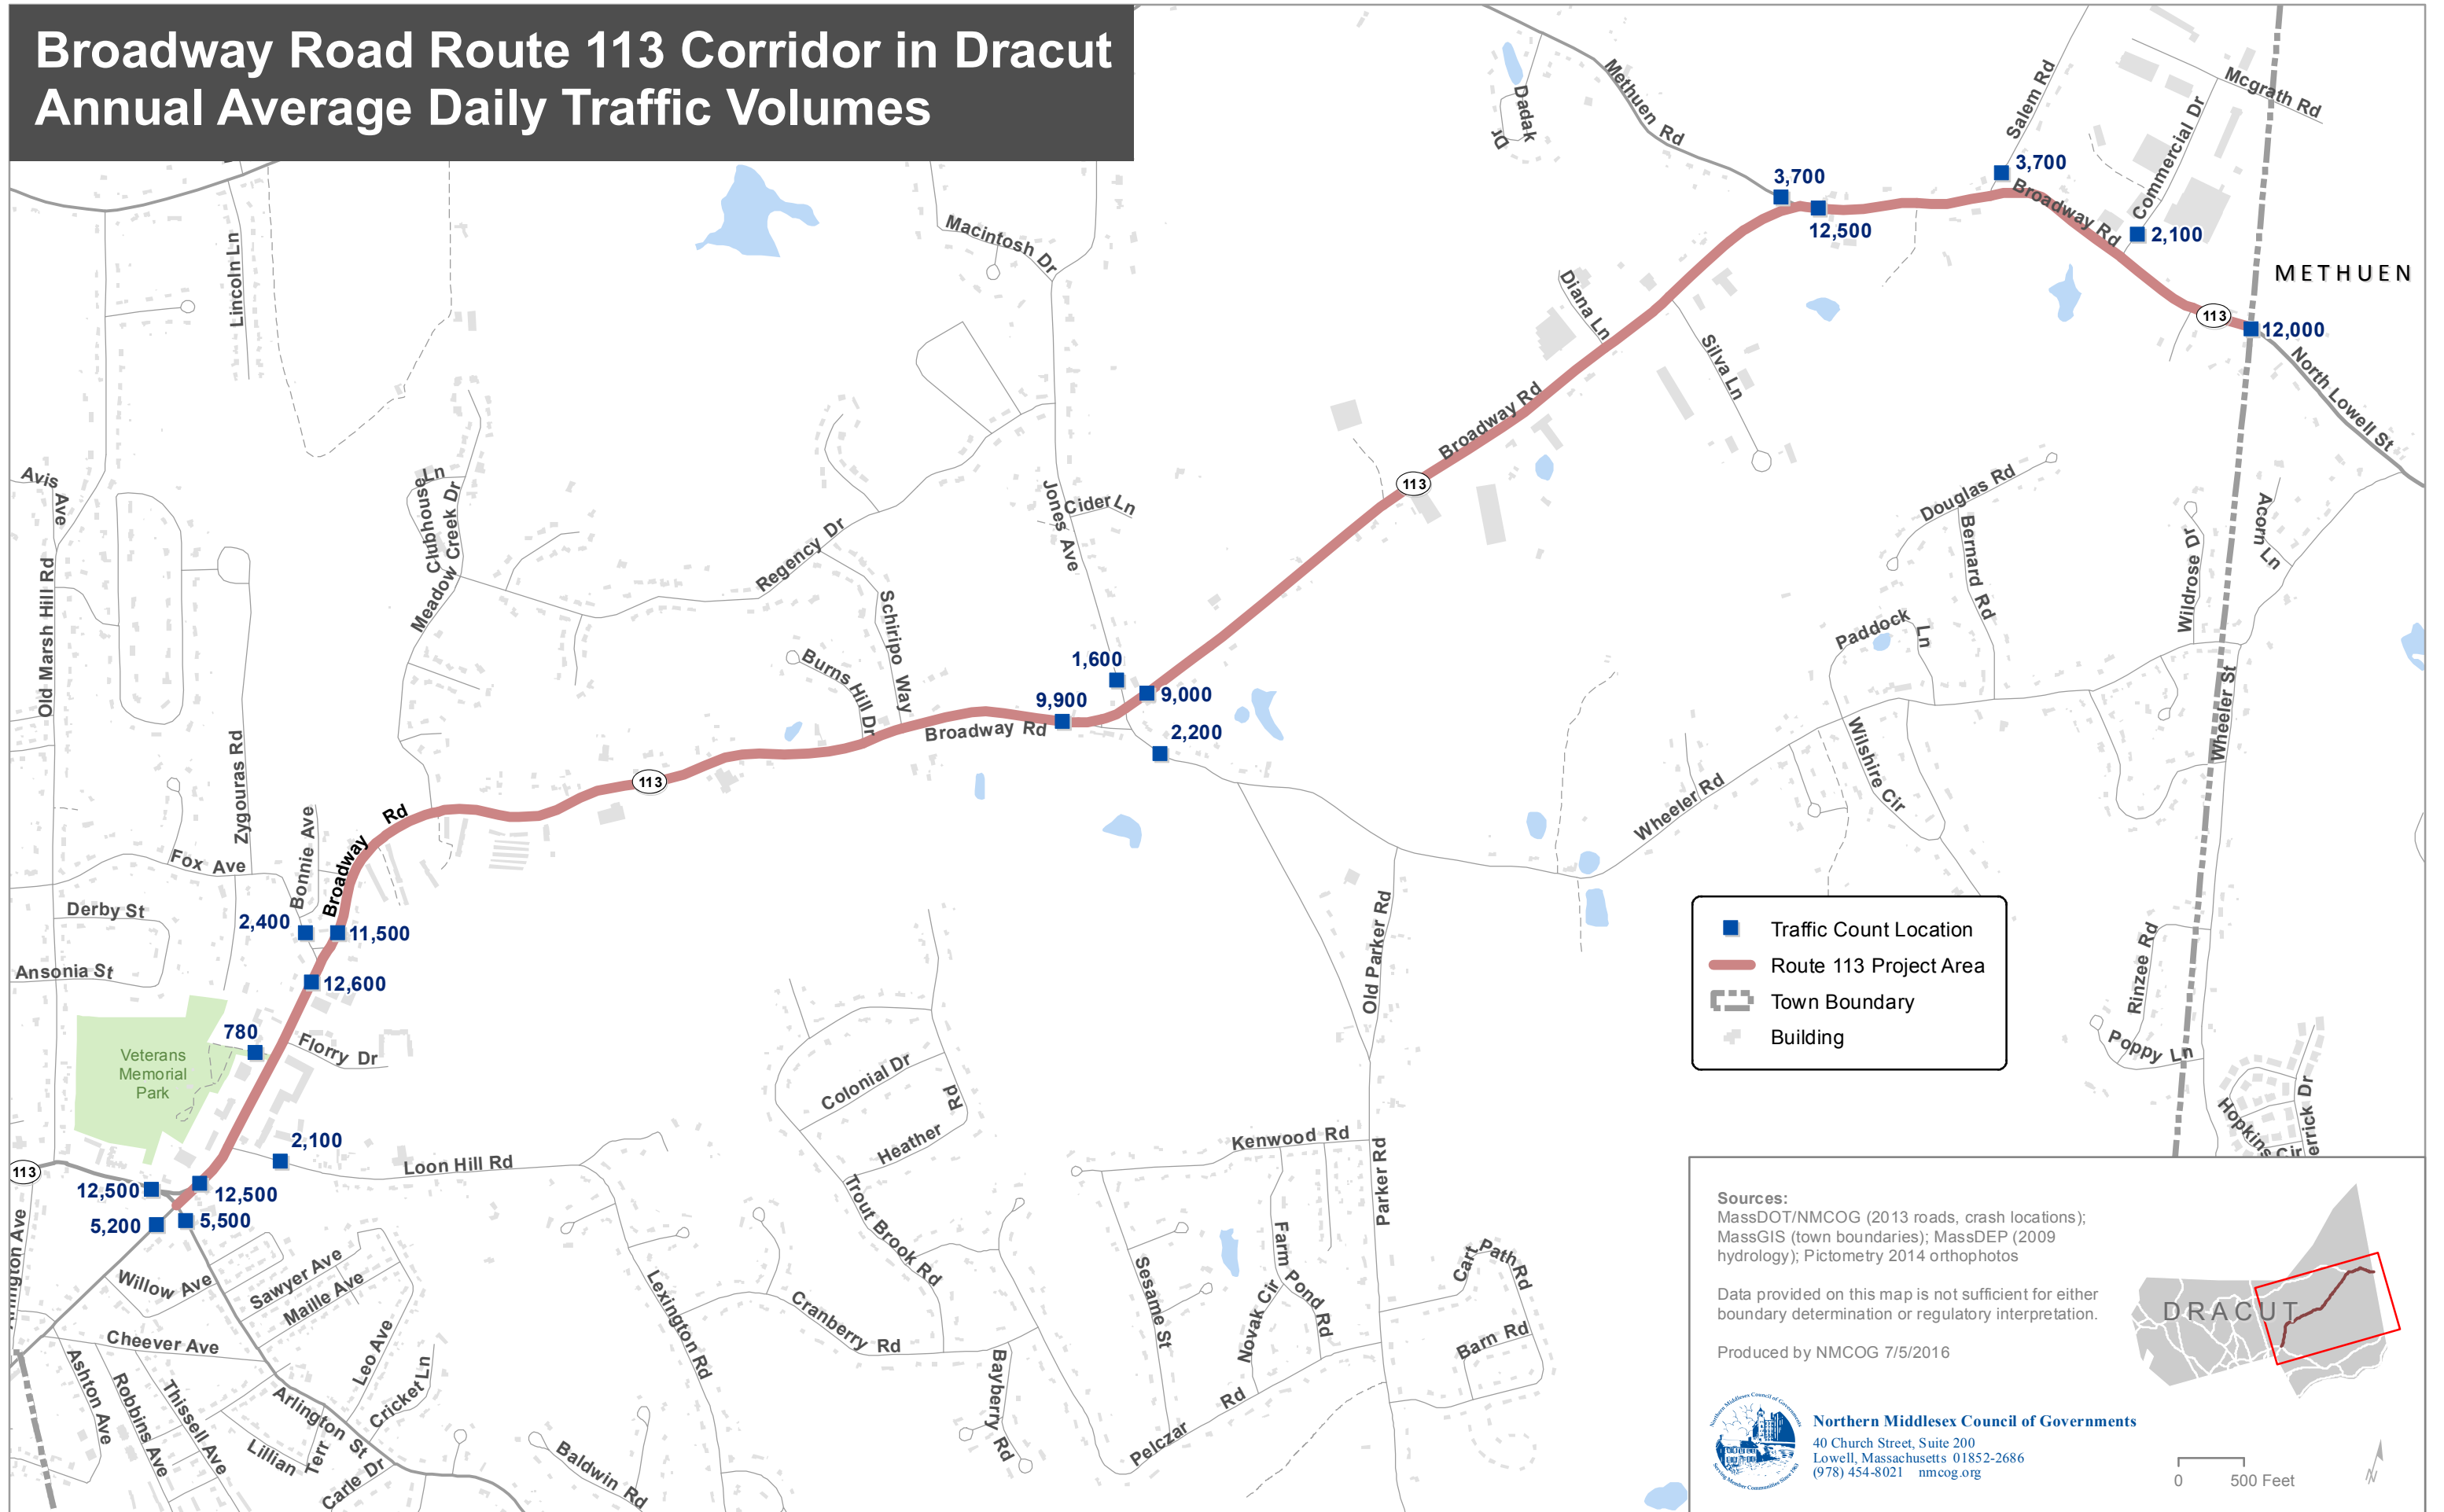 Broadway Road Route 113 Corridor in Dracut
Annual Average Daily Traffic Volumes
Methuen Rd
Dadak
Dr
Salem Rd
Mcgrath Rd
Commercial Dr
3,700
3,700
12,500
Broadway Rd
2,100
METHUEN
113
12,000
North Lowell St
Lincoln Ln
Macintosh Dr
Diana Ln
Silva Ln
Broadway Rd
113
Avis
Ave
Clubhouse
Ln
Meadow Creek Dr
Jones Ave
Cider Ln
Regency Dr
Schiripo Way
Burns Hill Dr
Douglas Rd
Bernard Rd
Wildrose Dr
Acorn Ln
Paddock
Ln
Old Marsh Hill Rd
1,600
9,900
9,000
2,200
Broadway Rd
113
Wheeler St
Wilshire Cir
Wheeler Rd
Zygouras Rd
Bonnie Ave
Broadway Rd
Fox Ave
Derby St
2,400
11,500
Ansonia St
12,600
780
Florry Dr
Veterans
Memorial
Park
Old Parker Rd
Rinzee Rd
Poppy Ln
Hopkins
Cir
errick Dr
Traffic Count Location
Route 113 Project Area
Town Boundary
Building
Colonial Dr
Heather
Rd
2,100
Loon Hill Rd
113
12,500
12,500
5,200
5,500
Kenwood Rd
Parker Rd
Trout Brook Rd
Willow Ave
Sawyer Ave
Maille Ave
Lexington Rd
Cranberry Rd
Sesame St
Farm Pond Rd
Novak Cir
Cart
Path Rd
Barn Rd
Cheever Ave
Ashton Ave
Robbins Ave
Thissell Ave
Leo Ave
Cricket Ln
Arlington St
Lillian
Terr
Carle Dr
Baldwin Rd
Bayberry Rd
Pelczar Rd
Sources:
MassDOT/NMCOG (2013 roads, crash locations);
MassGIS (town boundaries); MassDEP (2009
hydrology); Pictometry 2014 orthophotos
Data provided on this map is not sufficient for either
boundary determination or regulatory interpretation.
Produced by NMCOG 7/5/2016
DRACUT
Northern Middlesex Council of Governments
40 Church Street, Suite 200
Lowell, Massachusetts 01852-2686
(978) 454-8021 nmcog.org
0 500 Feet
N